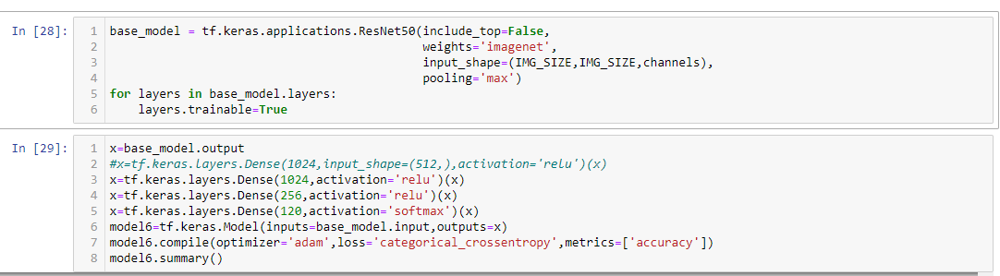 In [28]:
1 base_model = tf.keras.applications.ResNet50(include_top=False,
2                                             weights='imagenet',
3                                             input_shape=(IMG_SIZE,IMG_SIZE,channels),
4                                             pooling='max')
5 for layers in base_model.layers:
6     layers.trainable=True
In [29]:
1 x=base_model.output
2 #x=tf.keras.layers.Dense(1024,input_shape=(512,),activation='relu')(x)
3 x=tf.keras.layers.Dense(1024,activation='relu')(x)
4 x=tf.keras.layers.Dense(256,activation='relu')(x)
5 x=tf.keras.layers.Dense(120,activation='softmax')(x)
6 model6=tf.keras.Model(inputs=base_model.input,outputs=x)
7 model6.compile(optimizer='adam',loss='categorical_crossentropy',metrics=['accuracy'])
8 model6.summary()